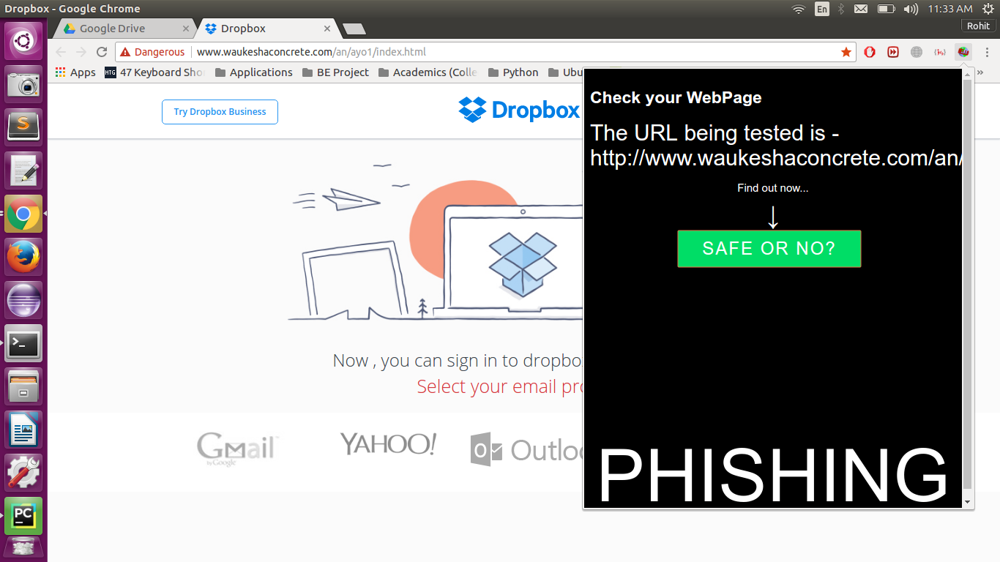 Dropbox - Google Chrome
En
11:33 AM
Google Drive
Dropbox
Rohit
Dangerous
www.waukeshaconcrete.com/an/ayo1/index.html
Apps
HTG
47 Keyboard Sho
Applications
BE Project
Academics (Colle
Python
Ubu
»
Try Dropbox Business
Dropbox
Now , you can sign in to dropbo
Select your email pro
Gmail
by Google
YAHOO!
Outloo
Check your WebPage
The URL being tested is -
http://www.waukeshaconcrete.com/an/
Find out now...
↓
SAFE OR NO?
PHISHING
PC